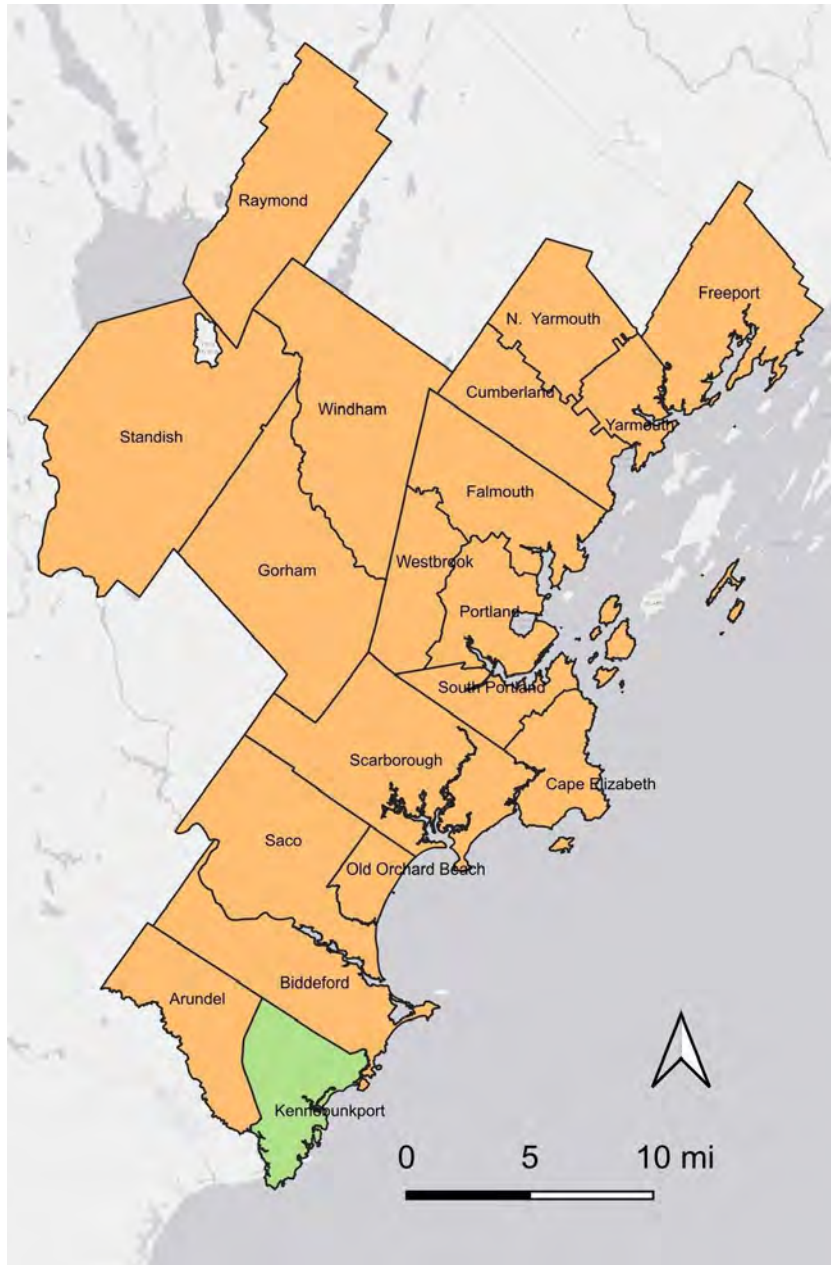 Raymond
Freeport
N. Yarmouth
Cumberland
Windham
Yarmouth
Standish
Falmouth
Westbrook
Gorham
Portland
South Portland
Scarborough
Cape Elizabeth
Saco
Old Orchard Beach
Biddeford
Arundel
Kennebunkport
0 5 10 mi